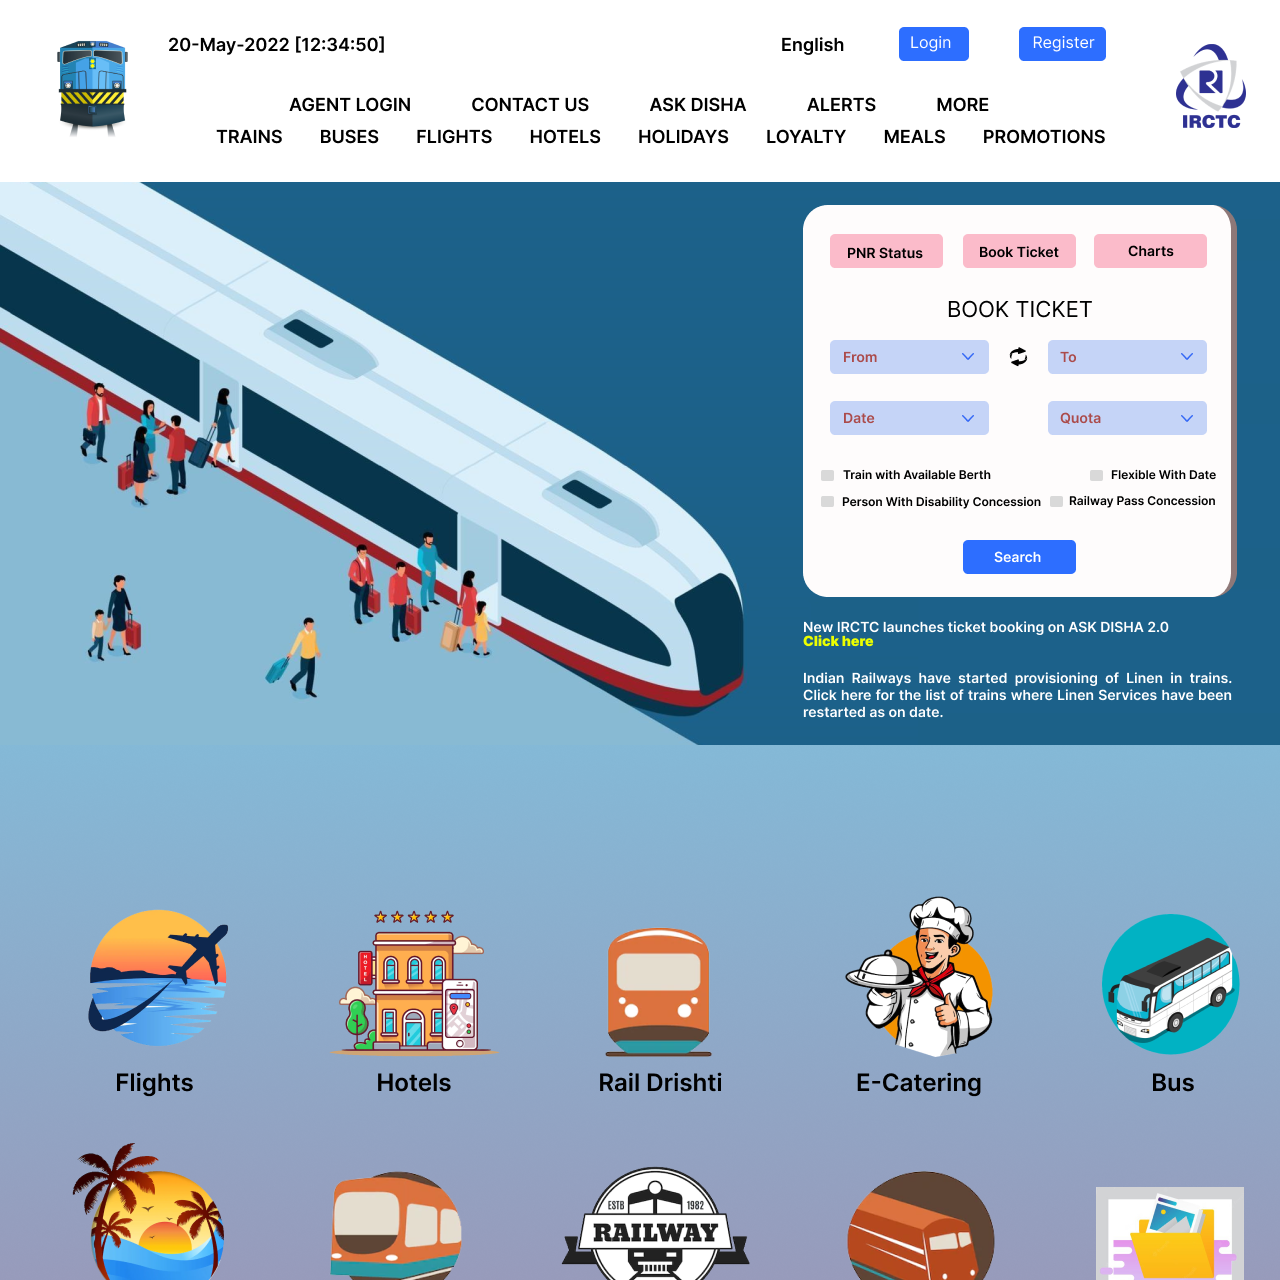 20-May-2022 [12:34:50]
English
Login
Register
IRCTC
AGENT LOGIN CONTACT US ASK DISHA ALERTS MORE
TRAINS BUSES FLIGHTS HOTELS HOLIDAYS LOYALTY MEALS PROMOTIONS
PNR Status Book Ticket Charts
BOOK TICKET
From To
Date Quota
Train with Available Berth Flexible With Date
Person With Disability Concession Railway Pass Concession
Search
New IRCTC launches ticket booking on ASK DISHA 2.0
Click here
Indian Railways have started provisioning of Linen in trains.
Click here for the list of trains where Linen Services have been
restarted as on date.
HOTEL
Flights Hotels Rail Drishti E-Catering Bus
ESTB 1982
RAILWAY